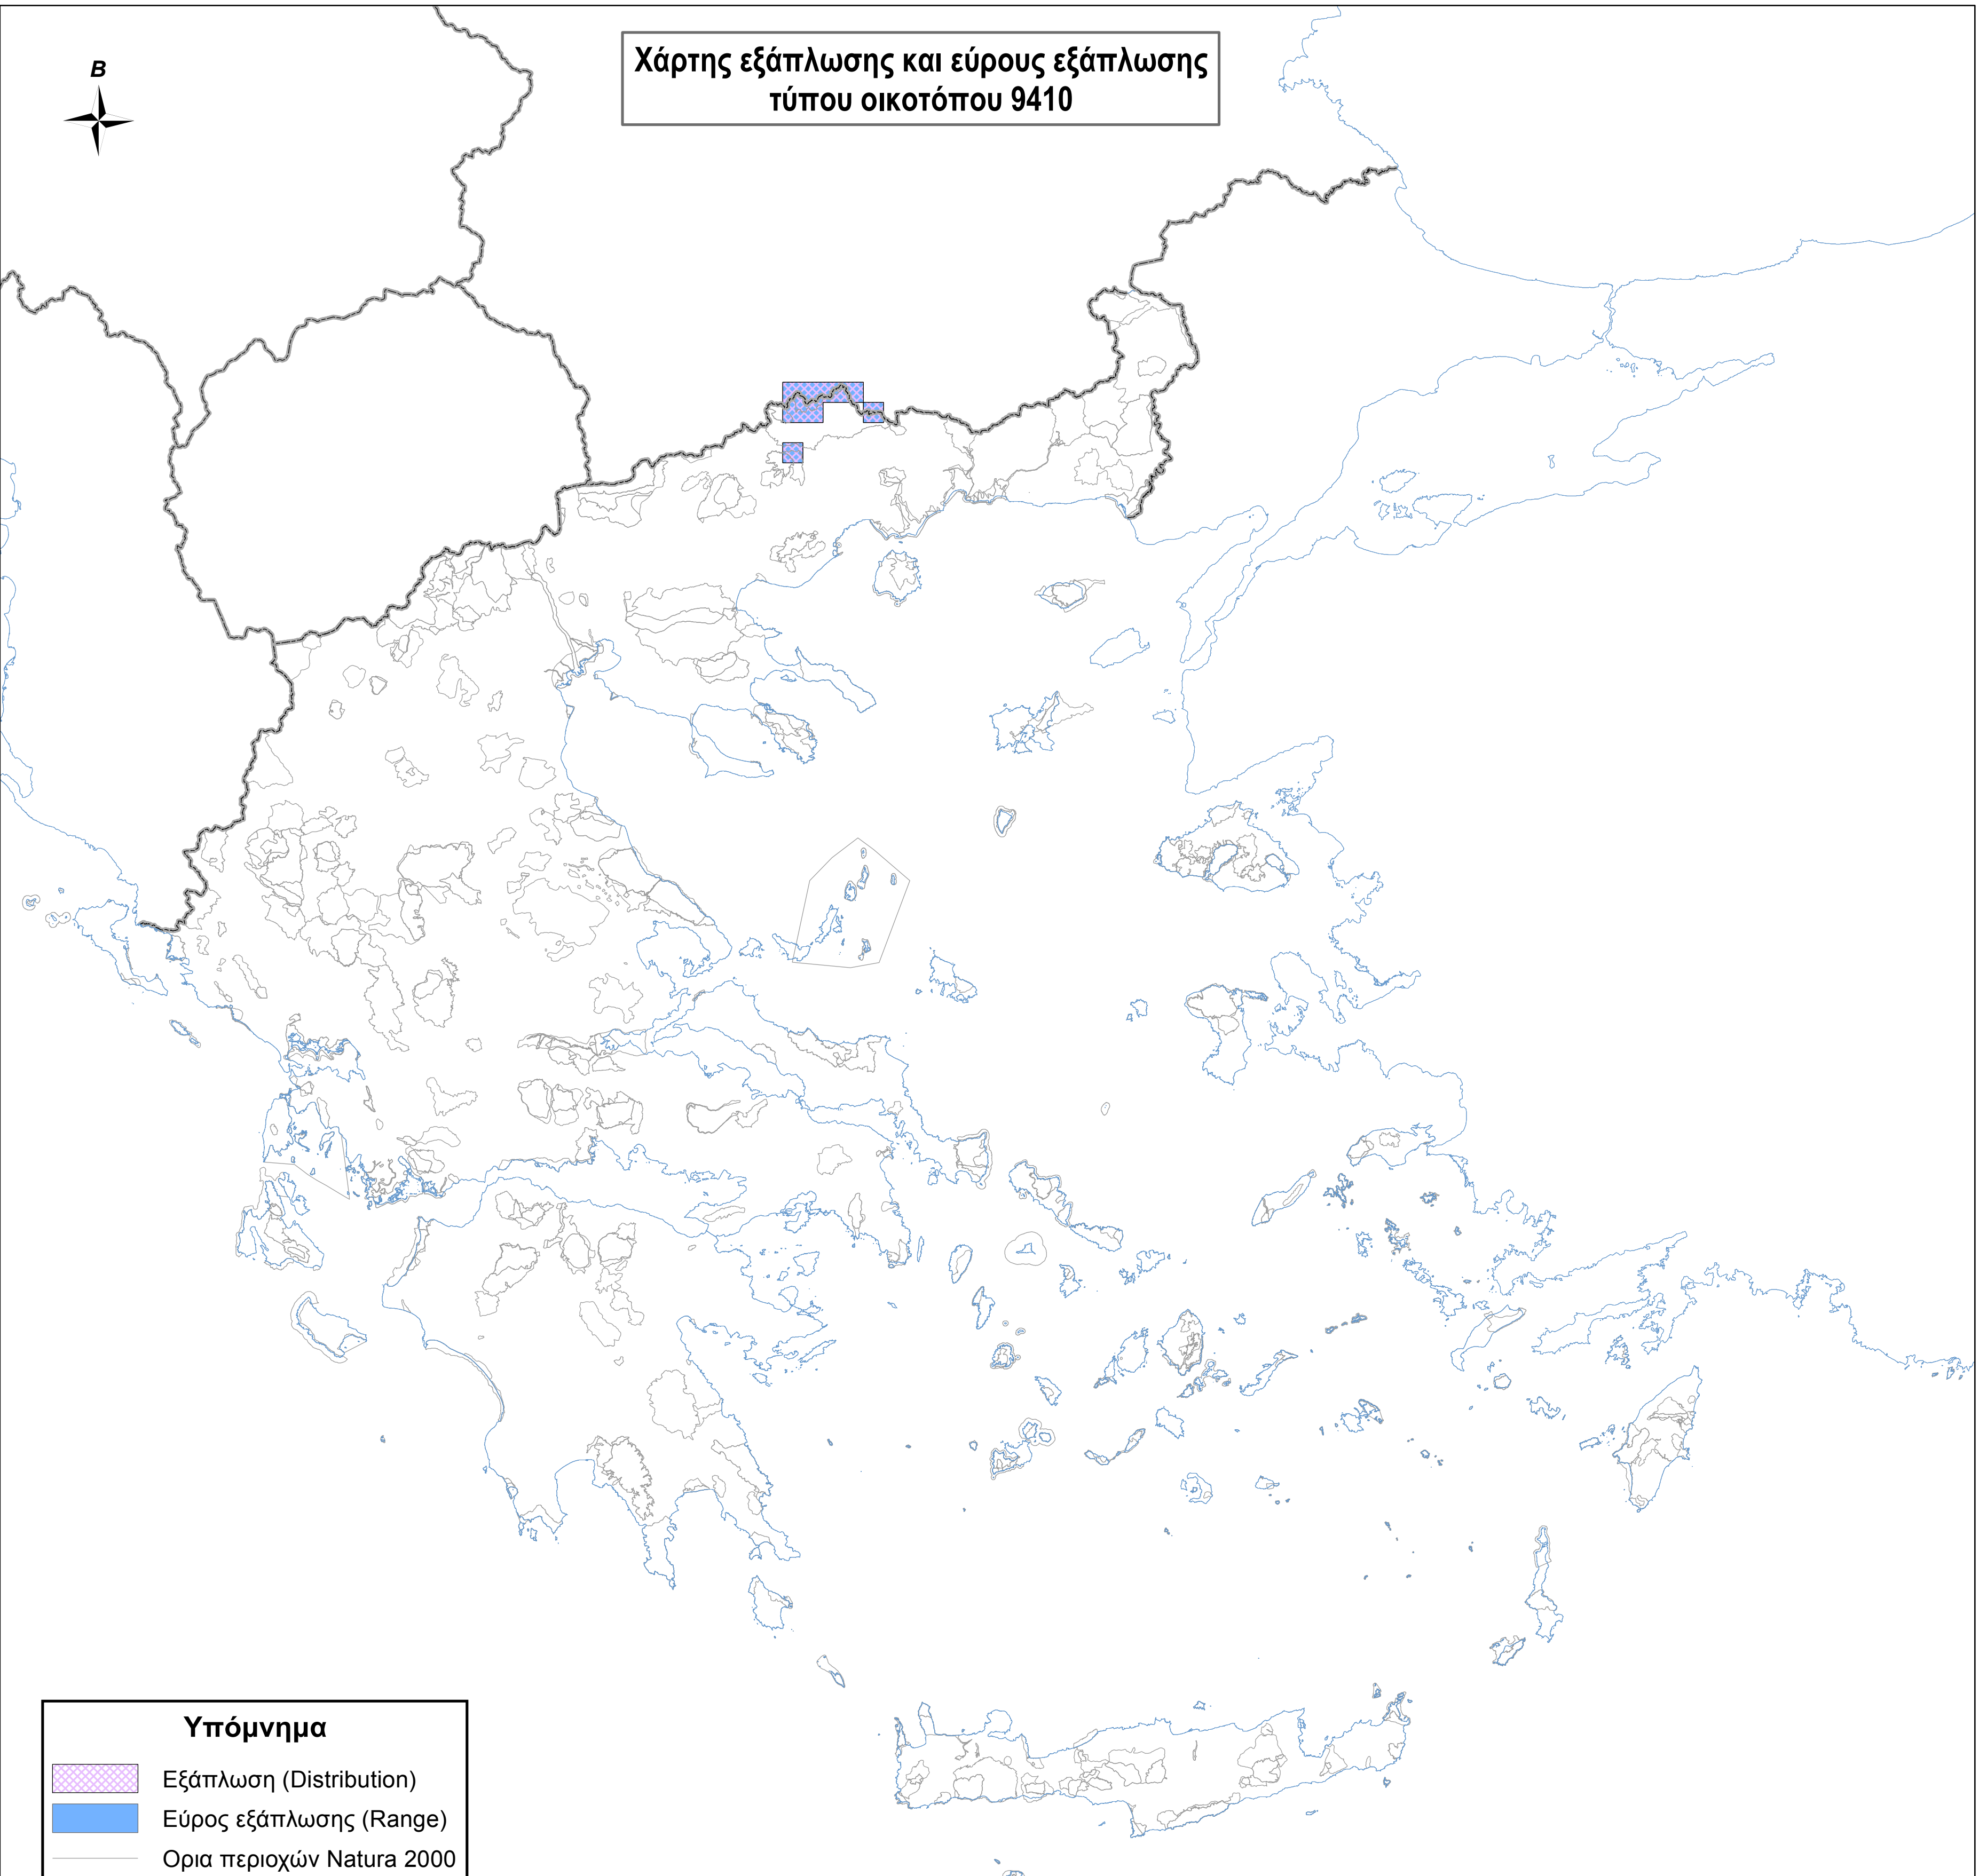 Χάρτης εξάπλωσης και εύρους εξάπλωσης
τύπου οικοτόπου 9410
Β
Υπόμνημα
Εξάπλωση (Distribution)
Εύρος εξάπλωσης (Range)
Ορια περιοχών Natura 2000